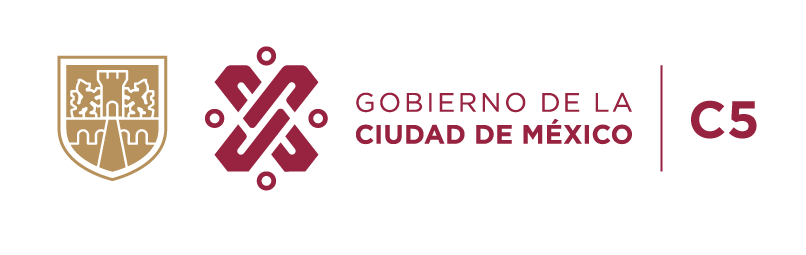 GOBIERNO DE LA
CIUDAD DE MÉXICO
C5